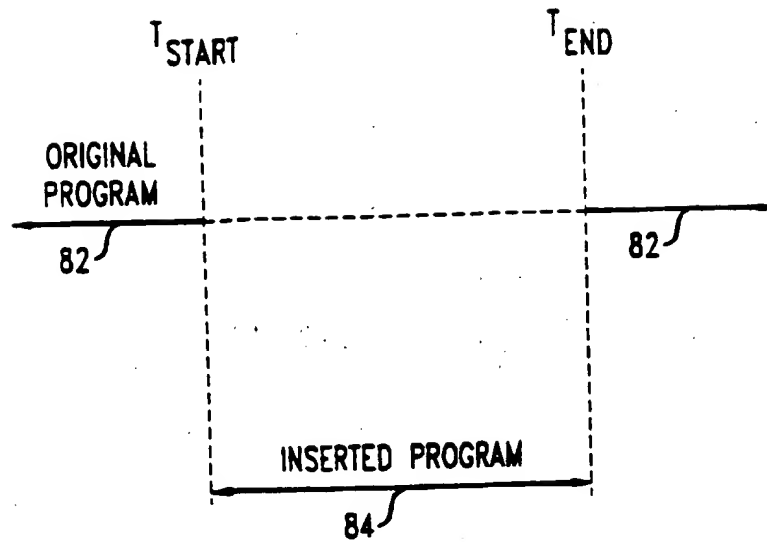 T START
T END
ORIGINAL
PROGRAM
82
82
INSERTED PROGRAM
84